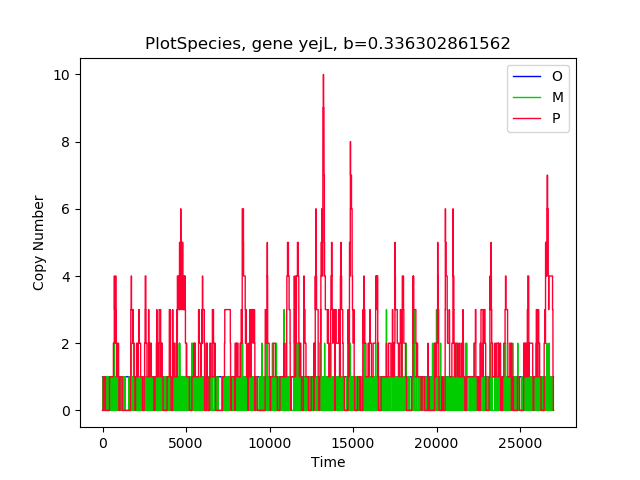 PlotSpecies, gene yejL, b=0.336302861562
O
M
P
Copy Number
10
8
6
4
2
0
0 5000 10000 15000 20000 25000
Time